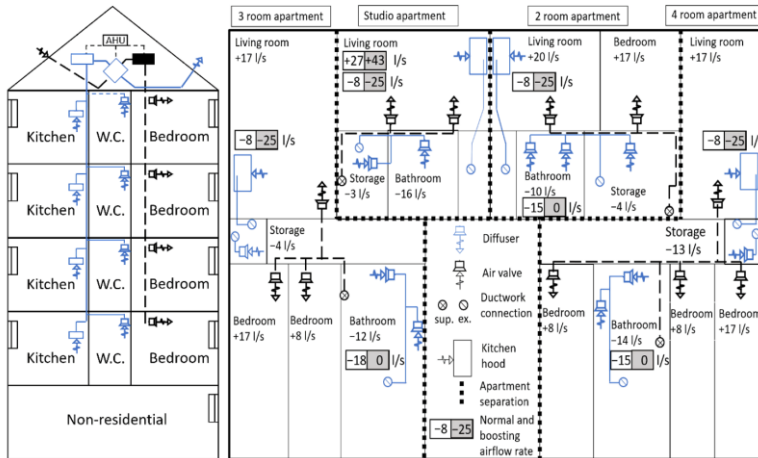 3 room apartment
Studio apartment
2 room apartment
4 room apartment
AHU
Kitchen W.C. Bedroom
Kitchen W.C. Bedroom
Kitchen W.C. Bedroom
Kitchen W.C. Bedroom
Non-residential
Living room
+17 l/s
−8 −25 l/s
Storage
−4 l/s
Bedroom
+17 l/s
Bedroom
+8 l/s
Bathroom
−12 l/s
−18 0 l/s
Living room
+27 +43 l/s
−8 −25
Storage
−3 l/s
Bathroom
−16 l/s
Living room
+20 l/s
−8 −25 l/s
Bedroom
+17 l/s
Bathroom
−10 l/s
−15 0 l/s
Storage
−4 l/s
Living room
+17 l/s
−8 −25 l/s
Storage
−13 l/s
Bedroom
+8 l/s
Bathroom
−14 l/s
−15 0 l/s
Bedroom
+8 l/s
Bedroom
+17 l/s
Diffuser
Air valve
Ductwork
connection
sup. ex.
Kitchen
hood
Apartment
separation
−8 −25
Normal and
boosting
airflow rate